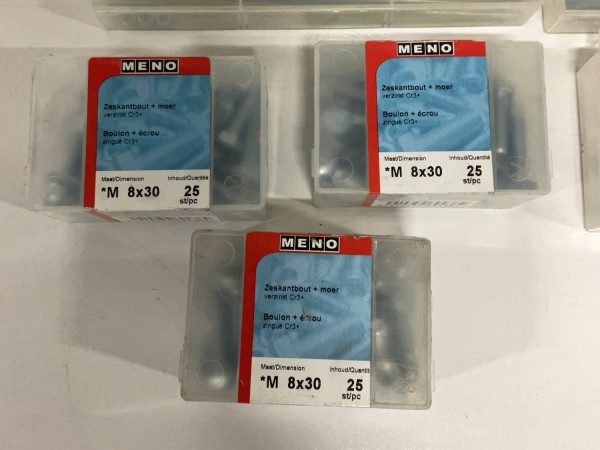 MENO
Zeskantbout + moer
verzinkt Cr3+
Boulon + écrou
zingué Cr3+
Maat/Dimension Inhoud/Quantité
*M 8x30 25
st/pc
MENO
Zeskantbout + moer
verzinkt Cr3+
Boulon + écrou
zingué Cr3+
Maat/Dimension Inhoud/Quantité
*M 8x30 25
st/pc
MENO
Zeskantbout + moer
verzinkt Cr3+
Boulon + écrou
zingué Cr3+
Maat/Dimension Inhoud/Quantit
*M 8x30 25
st/pc